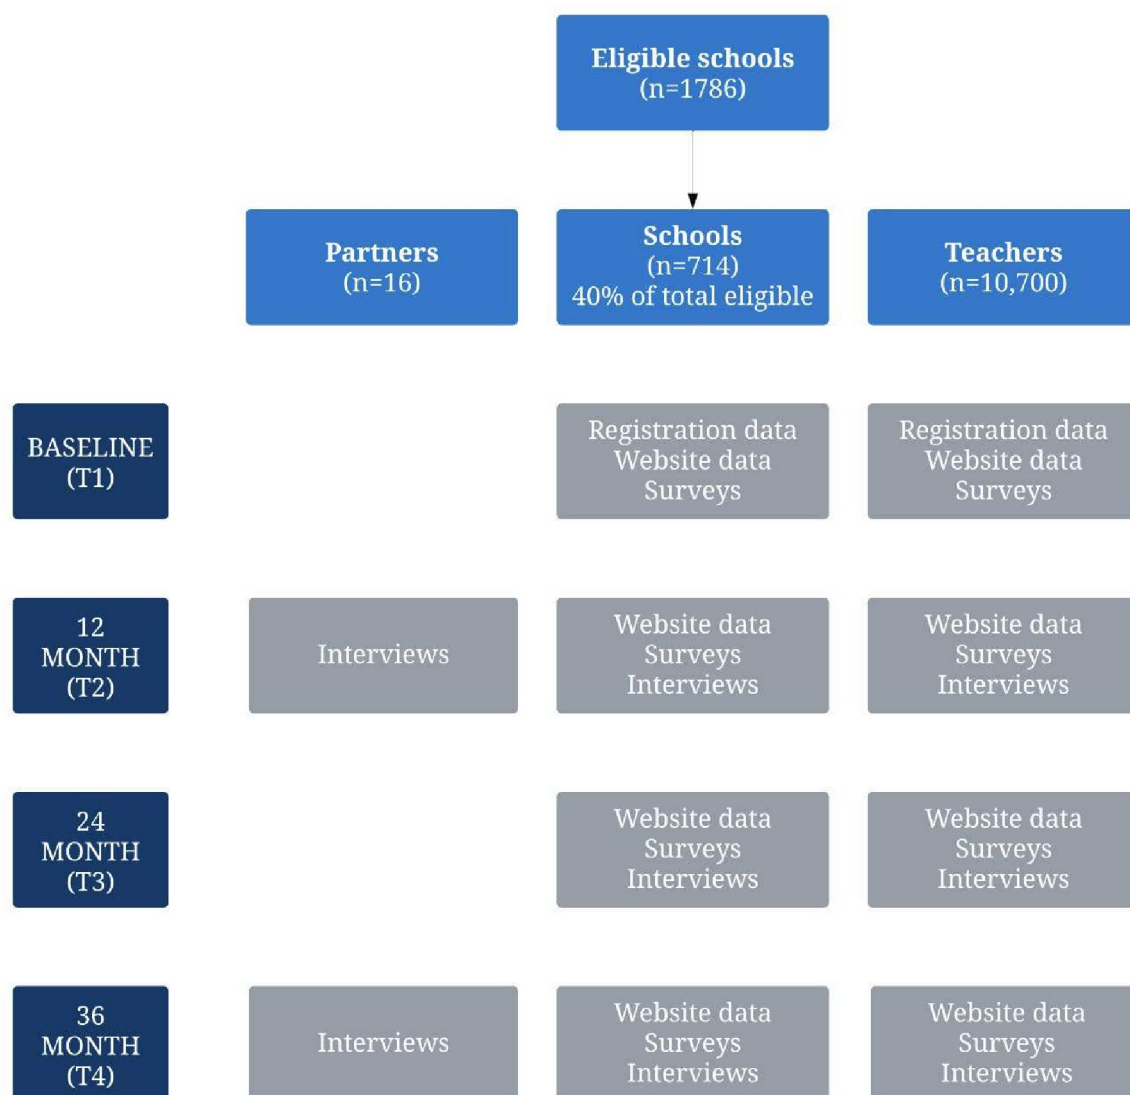 Eligible schools
(n=1786)
Partners
(n=16)
Schools
(n=714)
40% of total eligible
Teachers
(n=10,700)
BASELINE
(T1)
Registration data
Website data
Surveys
Registration data
Website data
Surveys
12
MONTH
(T2)
Interviews
Website data
Surveys
Interviews
Website data
Surveys
Interviews
24
MONTH
(T3)
Website data
Surveys
Interviews
Website data
Surveys
Interviews
36
MONTH
(T4)
Interviews
Website data
Surveys
Interviews
Website data
Surveys
Interviews